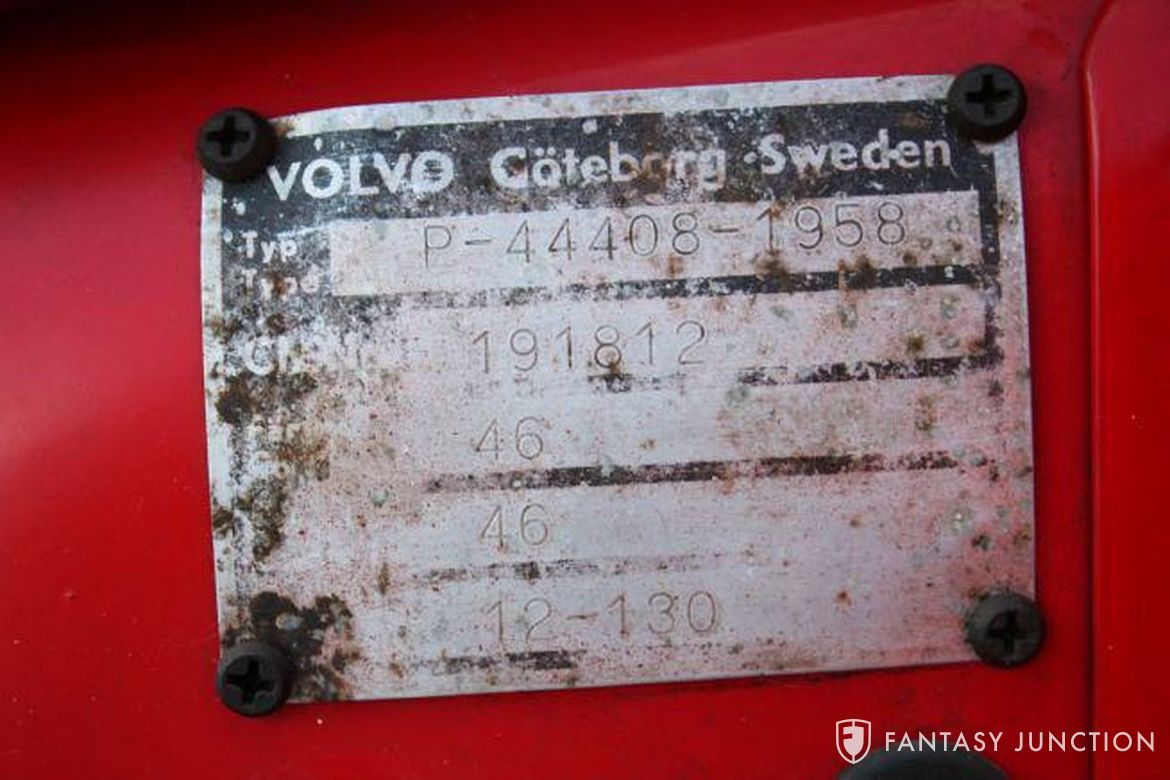 VOLVO Göteborg · Sweden
Typ P-44408-1958
Type
191812
46
46
12-130
FANTASY JUNCTION